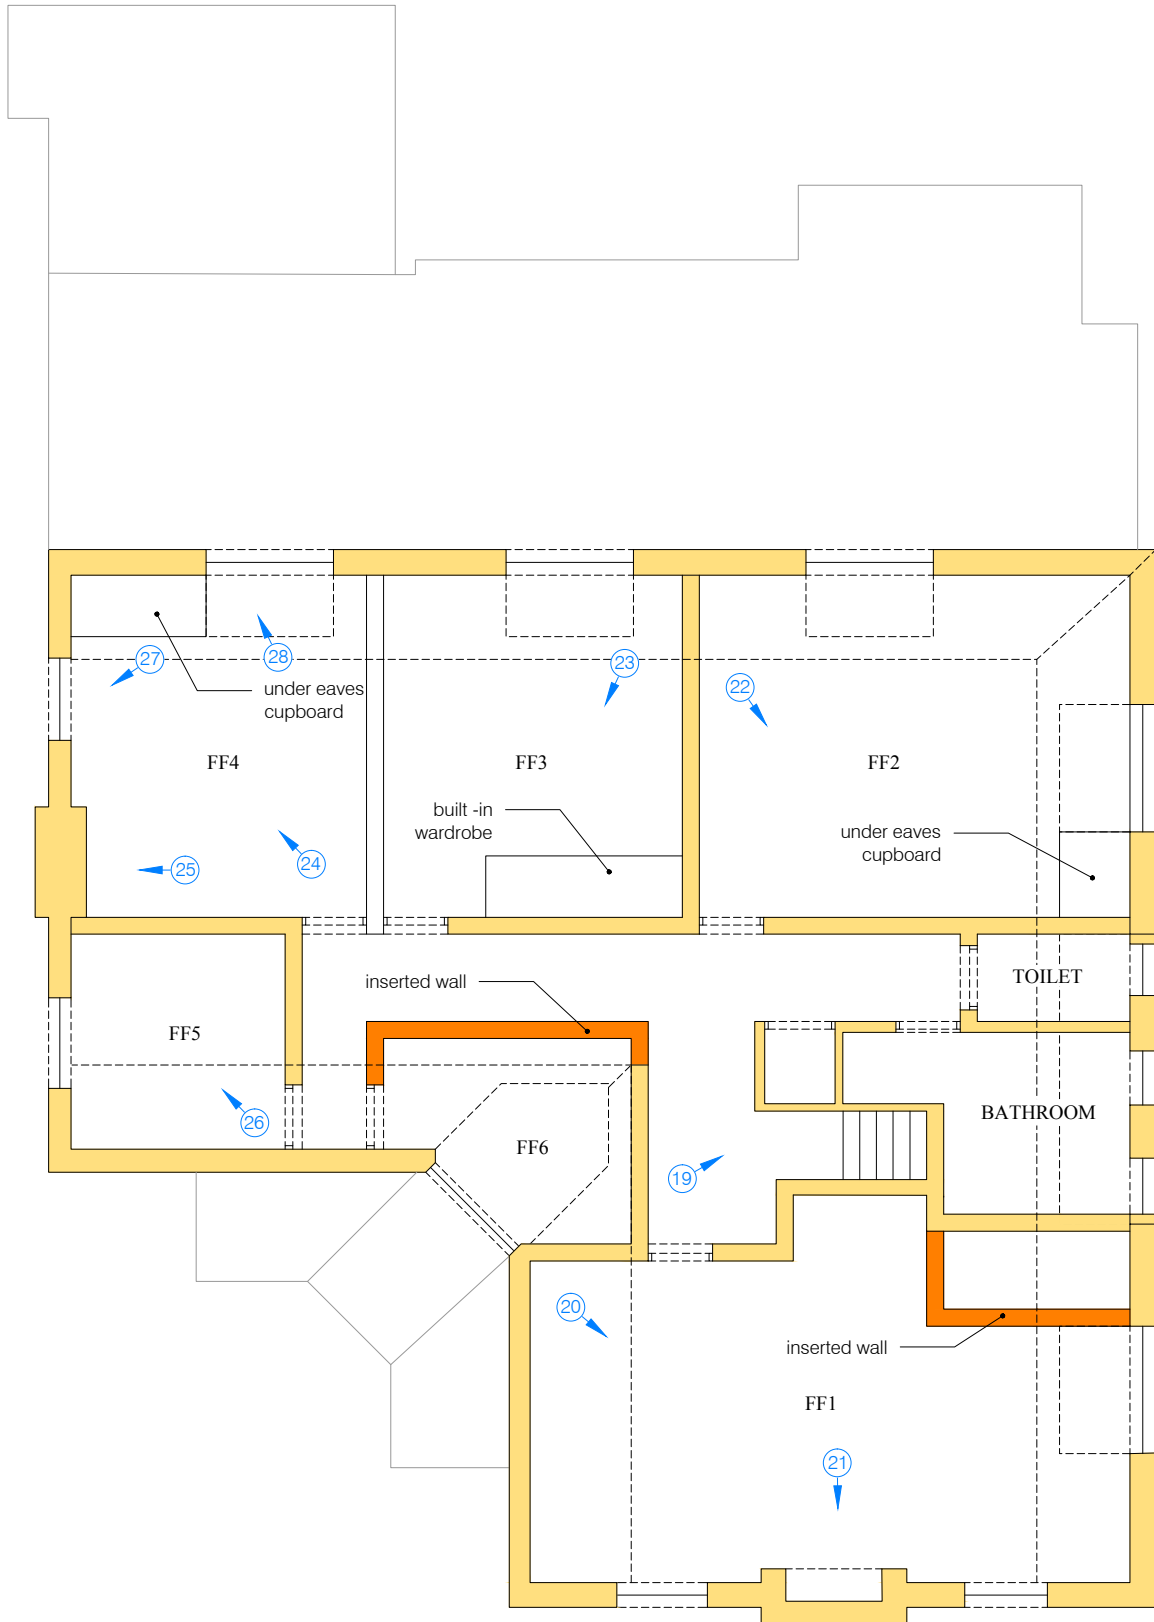 27
28
23
22
under eaves
cupboard
FF4
FF3
FF2
built -in
wardrobe
under eaves
cupboard
24
25
inserted wall
TOILET
FF5
26
FF6
BATHROOM
19
20
inserted wall
FF1
21